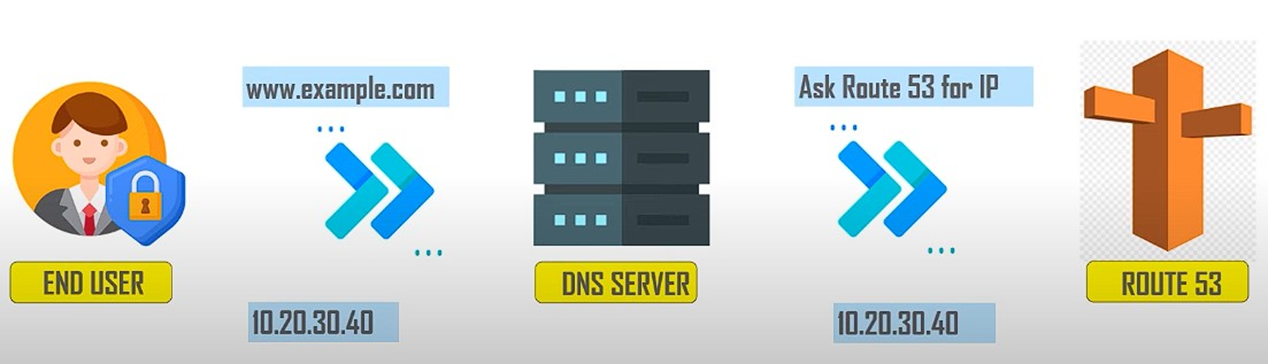 www.example.com
Ask Route 53 for IP
END USER
DNS SERVER
ROUTE 53
10.20.30.40
10.20.30.40